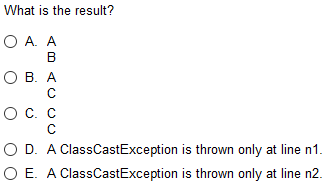 What is the result?
A. A
B
B. A
C
C. C
C
D. A ClassCastException is thrown only at line n1.
E. A ClassCastException is thrown only at line n2.